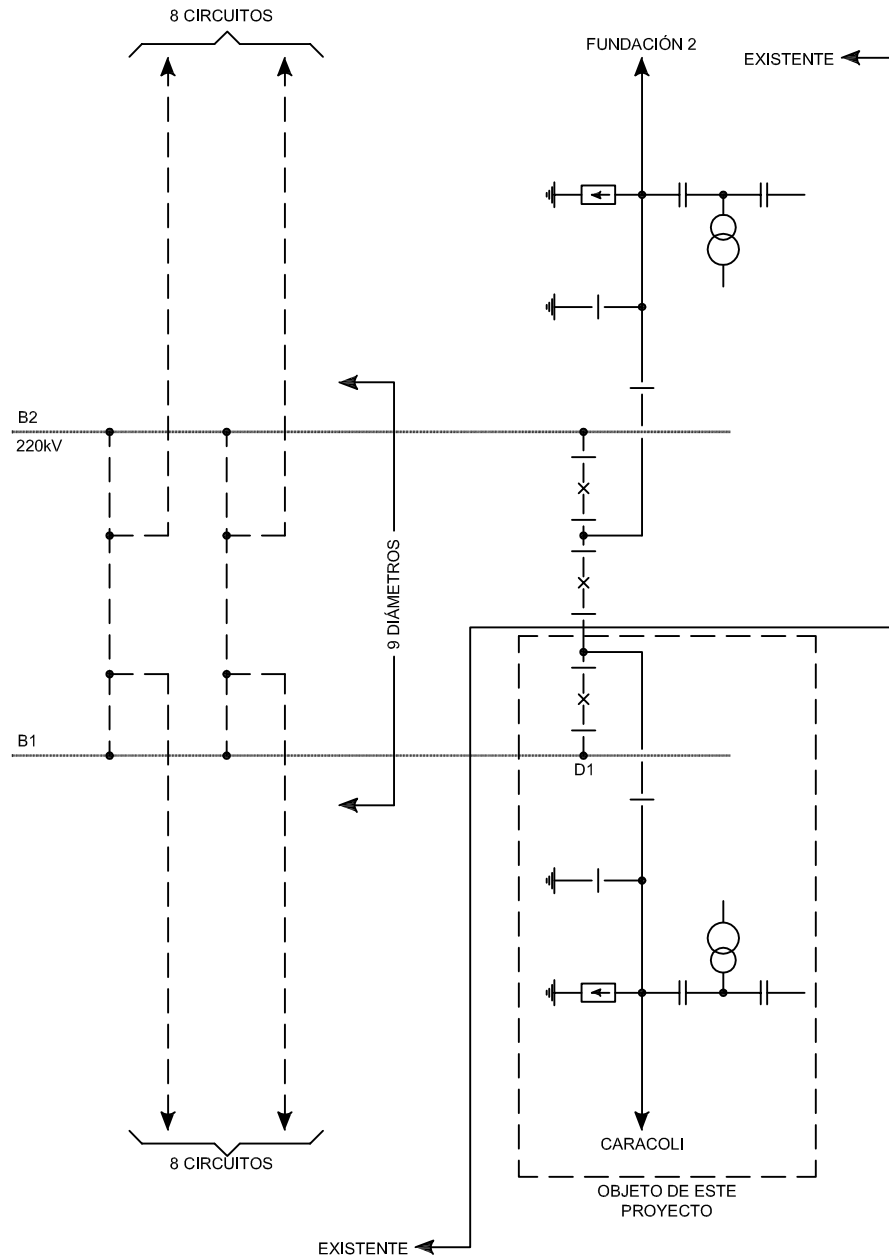 8 CIRCUITOS
FUNDACIÓN 2
EXISTENTE
B2
220kV
9 DIÁMETROS
B1
D1
CARACOLI
8 CIRCUITOS
OBJETO DE ESTE
PROYECTO
EXISTENTE